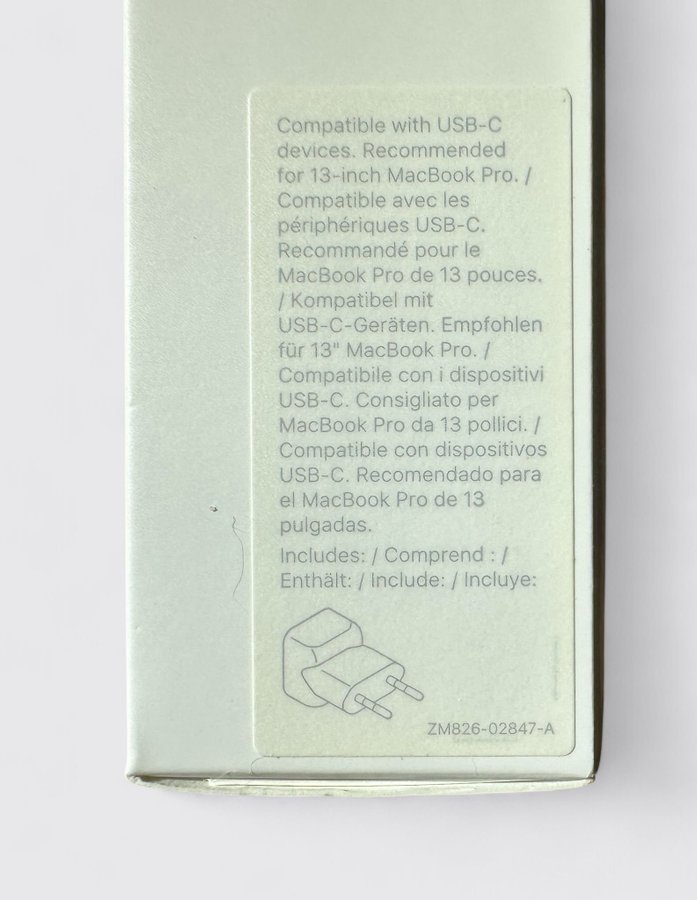 Compatible with USB-C
devices. Recommended
for 13-inch MacBook Pro. /
Compatible avec les
périphériques USB-C.
Recommandé pour le
MacBook Pro de 13 pouces.
/ Kompatibel mit
USB-C-Geräten. Empfohlen
für 13" MacBook Pro. /
Compatibile con i dispositivi
USB-C. Consigliato per
MacBook Pro da 13 pollici. /
Compatible con dispositivos
USB-C. Recomendado para
el MacBook Pro de 13
pulgadas.
Includes: / Comprend : /
Enthält: / Include: / Incluye:
ZM826-02847-A